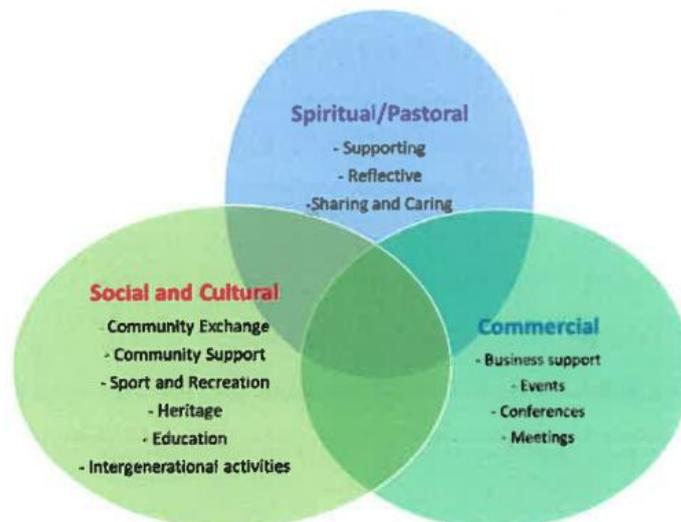 Spiritual/Pastoral
- Supporting
- Reflective
-Sharing and Caring
Social and Cultural
- Community Exchange
- Community Support
- Sport and Recreation
- Heritage
- Education
- Intergenerational activities
Commercial
- Business support
- Events
- Conferences
- Meetings